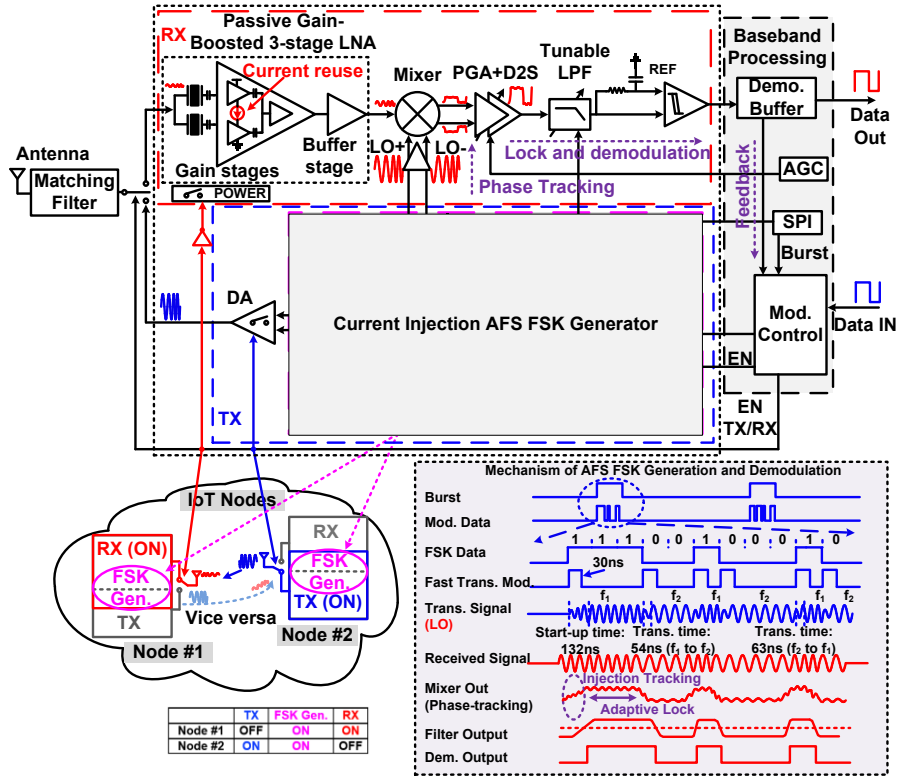 RX
Passive Gain-
Boosted 3-stage LNA
Current reuse
Mixer
PGA+D2S
Tunable
LPF
REF
Baseband
Processing
Demo.
Buffer
Data
Out
LO+
LO-
Buffer
stage
Gain stages
Lock and demodulation
Phase Tracking
Feedback
AGC
SPI
Burst
Antenna
Matching
Filter
POWER
DA
Current Injection AFS FSK Generator
Mod.
Control
Data IN
EN
TX
EN
TX/RX
IoT Nodes
RX (ON)
FSK
Gen.
TX
Node #1
Vice versa
RX
FSK
Gen.
TX (ON)
Node #2
TX FSK Gen. RX
Node #1 OFF ON ON
Node #2 ON ON OFF
Mechanism of AFS FSK Generation and Demodulation
Burst
Mod. Data
1 1 1 0 0 1 0 0 0 1 0
FSK Data
30ns
Fast Trans. Mod.
f1 f2 f1 f2 f1 f2
Trans. Signal
(LO)
Start-up time:
132ns
Trans. time:
54ns (f1 to f2)
Trans. time:
63ns (f2 to f1)
Received Signal
Injection Tracking
Mixer Out
(Phase-tracking)
Adaptive Lock
Filter Output
Dem. Output